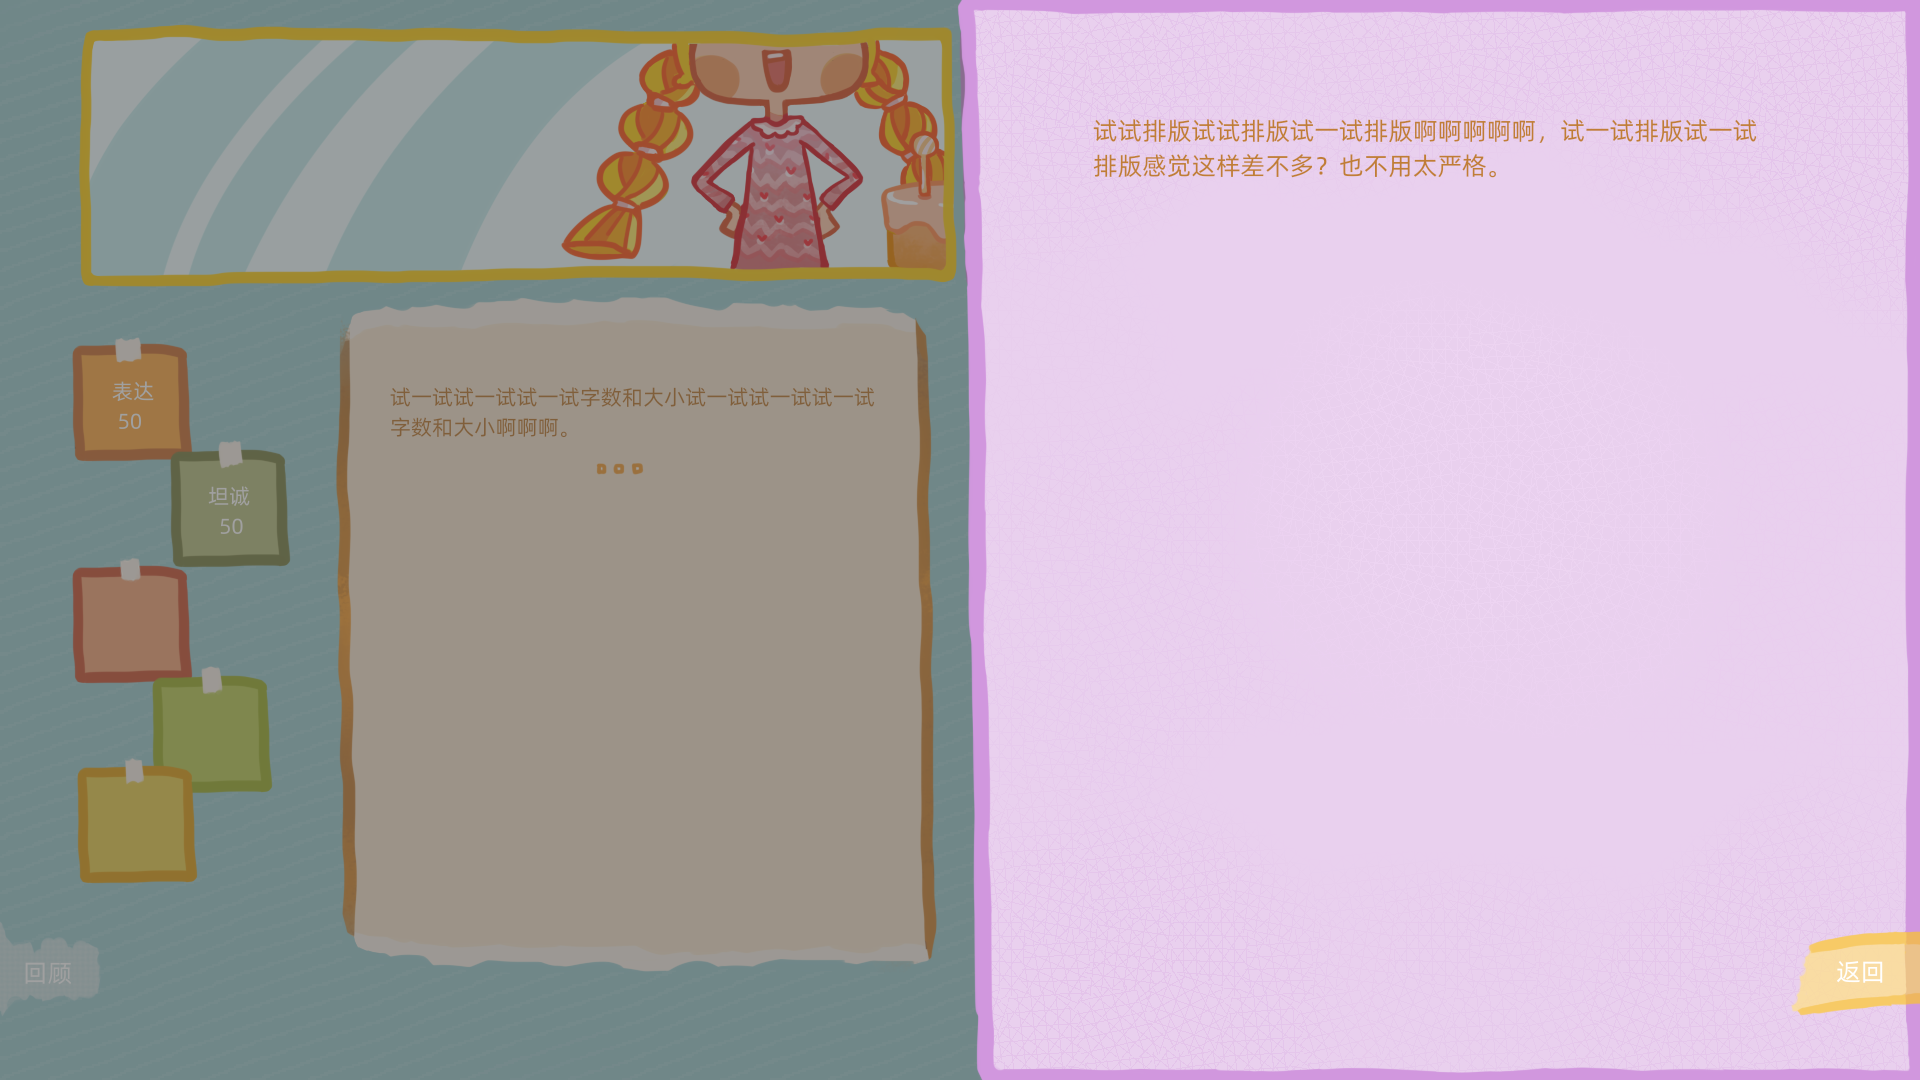 表达
50
坦诚
50
试一试试一试试一试字数和大小试一试试一试试一试
字数和大小啊啊啊。
回顾
试试排版试试排版试一试排版啊啊啊啊啊，试一试排版试一试
排版感觉这样差不多？也不用太严格。
返回